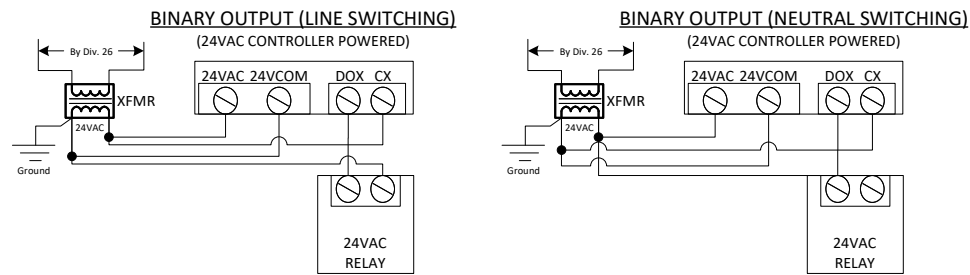 BINARY OUTPUT (LINE SWITCHING)
(24VAC CONTROLLER POWERED)
By Div. 26
24VAC 24VCOM DOX CX
XFMR
24VAC
Ground
24VAC
RELAY
BINARY OUTPUT (NEUTRAL SWITCHING)
(24VAC CONTROLLER POWERED)
By Div. 26
24VAC 24VCOM DOX CX
XFMR
24VAC
Ground
24VAC
RELAY